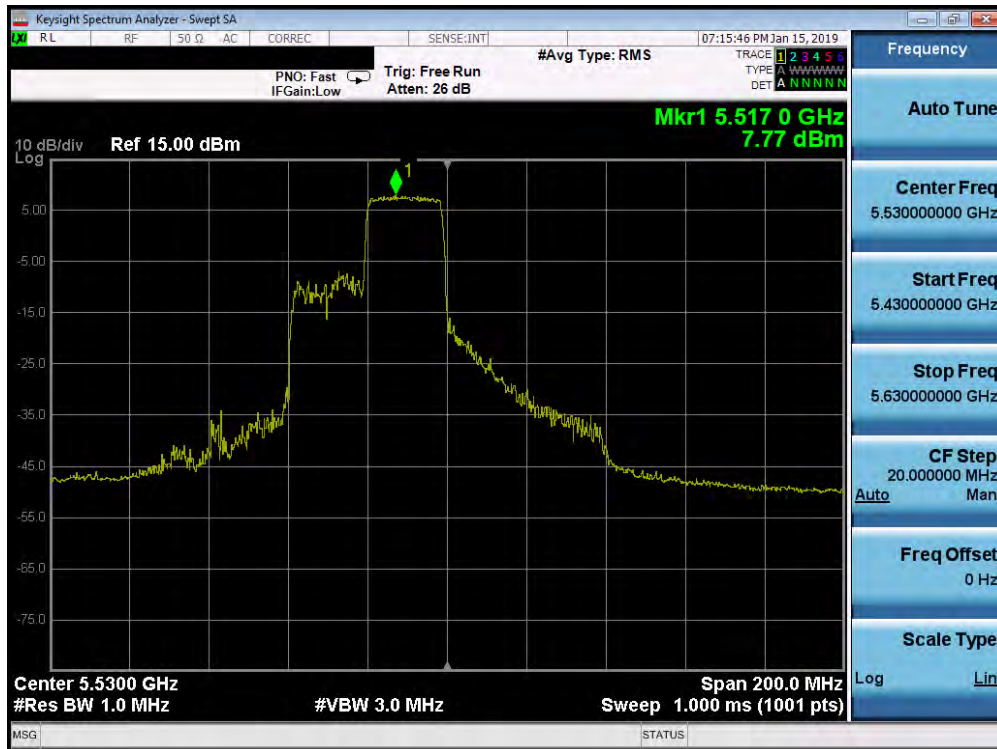 Keysight Spectrum Analyzer - Swept SA
LXI RL RF 50 Ω AC CORREC SENSE:INT 07:15:46 PM Jan 15, 2019
#Avg Type: RMS TRACE 1 2 3 4 5 6
PNO: Fast Trig: Free Run TYPE A WWWWW
IFGain:Low Atten: 26 dB DET A N N N N N
Mkr1 5.517 0 GHz
7.77 dBm
10 dB/div Ref 15.00 dBm
Log
1
5.00
-5.00
-15.0
-25.0
-35.0
-45.0
-55.0
-65.0
-75.0
Center 5.5300 GHz Span 200.0 MHz
#Res BW 1.0 MHz #VBW 3.0 MHz Sweep 1.000 ms (1001 pts)
MSG STATUS
Frequency
Auto Tune
Center Freq
5.530000000 GHz
Start Freq
5.430000000 GHz
Stop Freq
5.630000000 GHz
CF Step
20.000000 MHz
Auto Man
Freq Offset
0 Hz
Scale Type
Log Lin